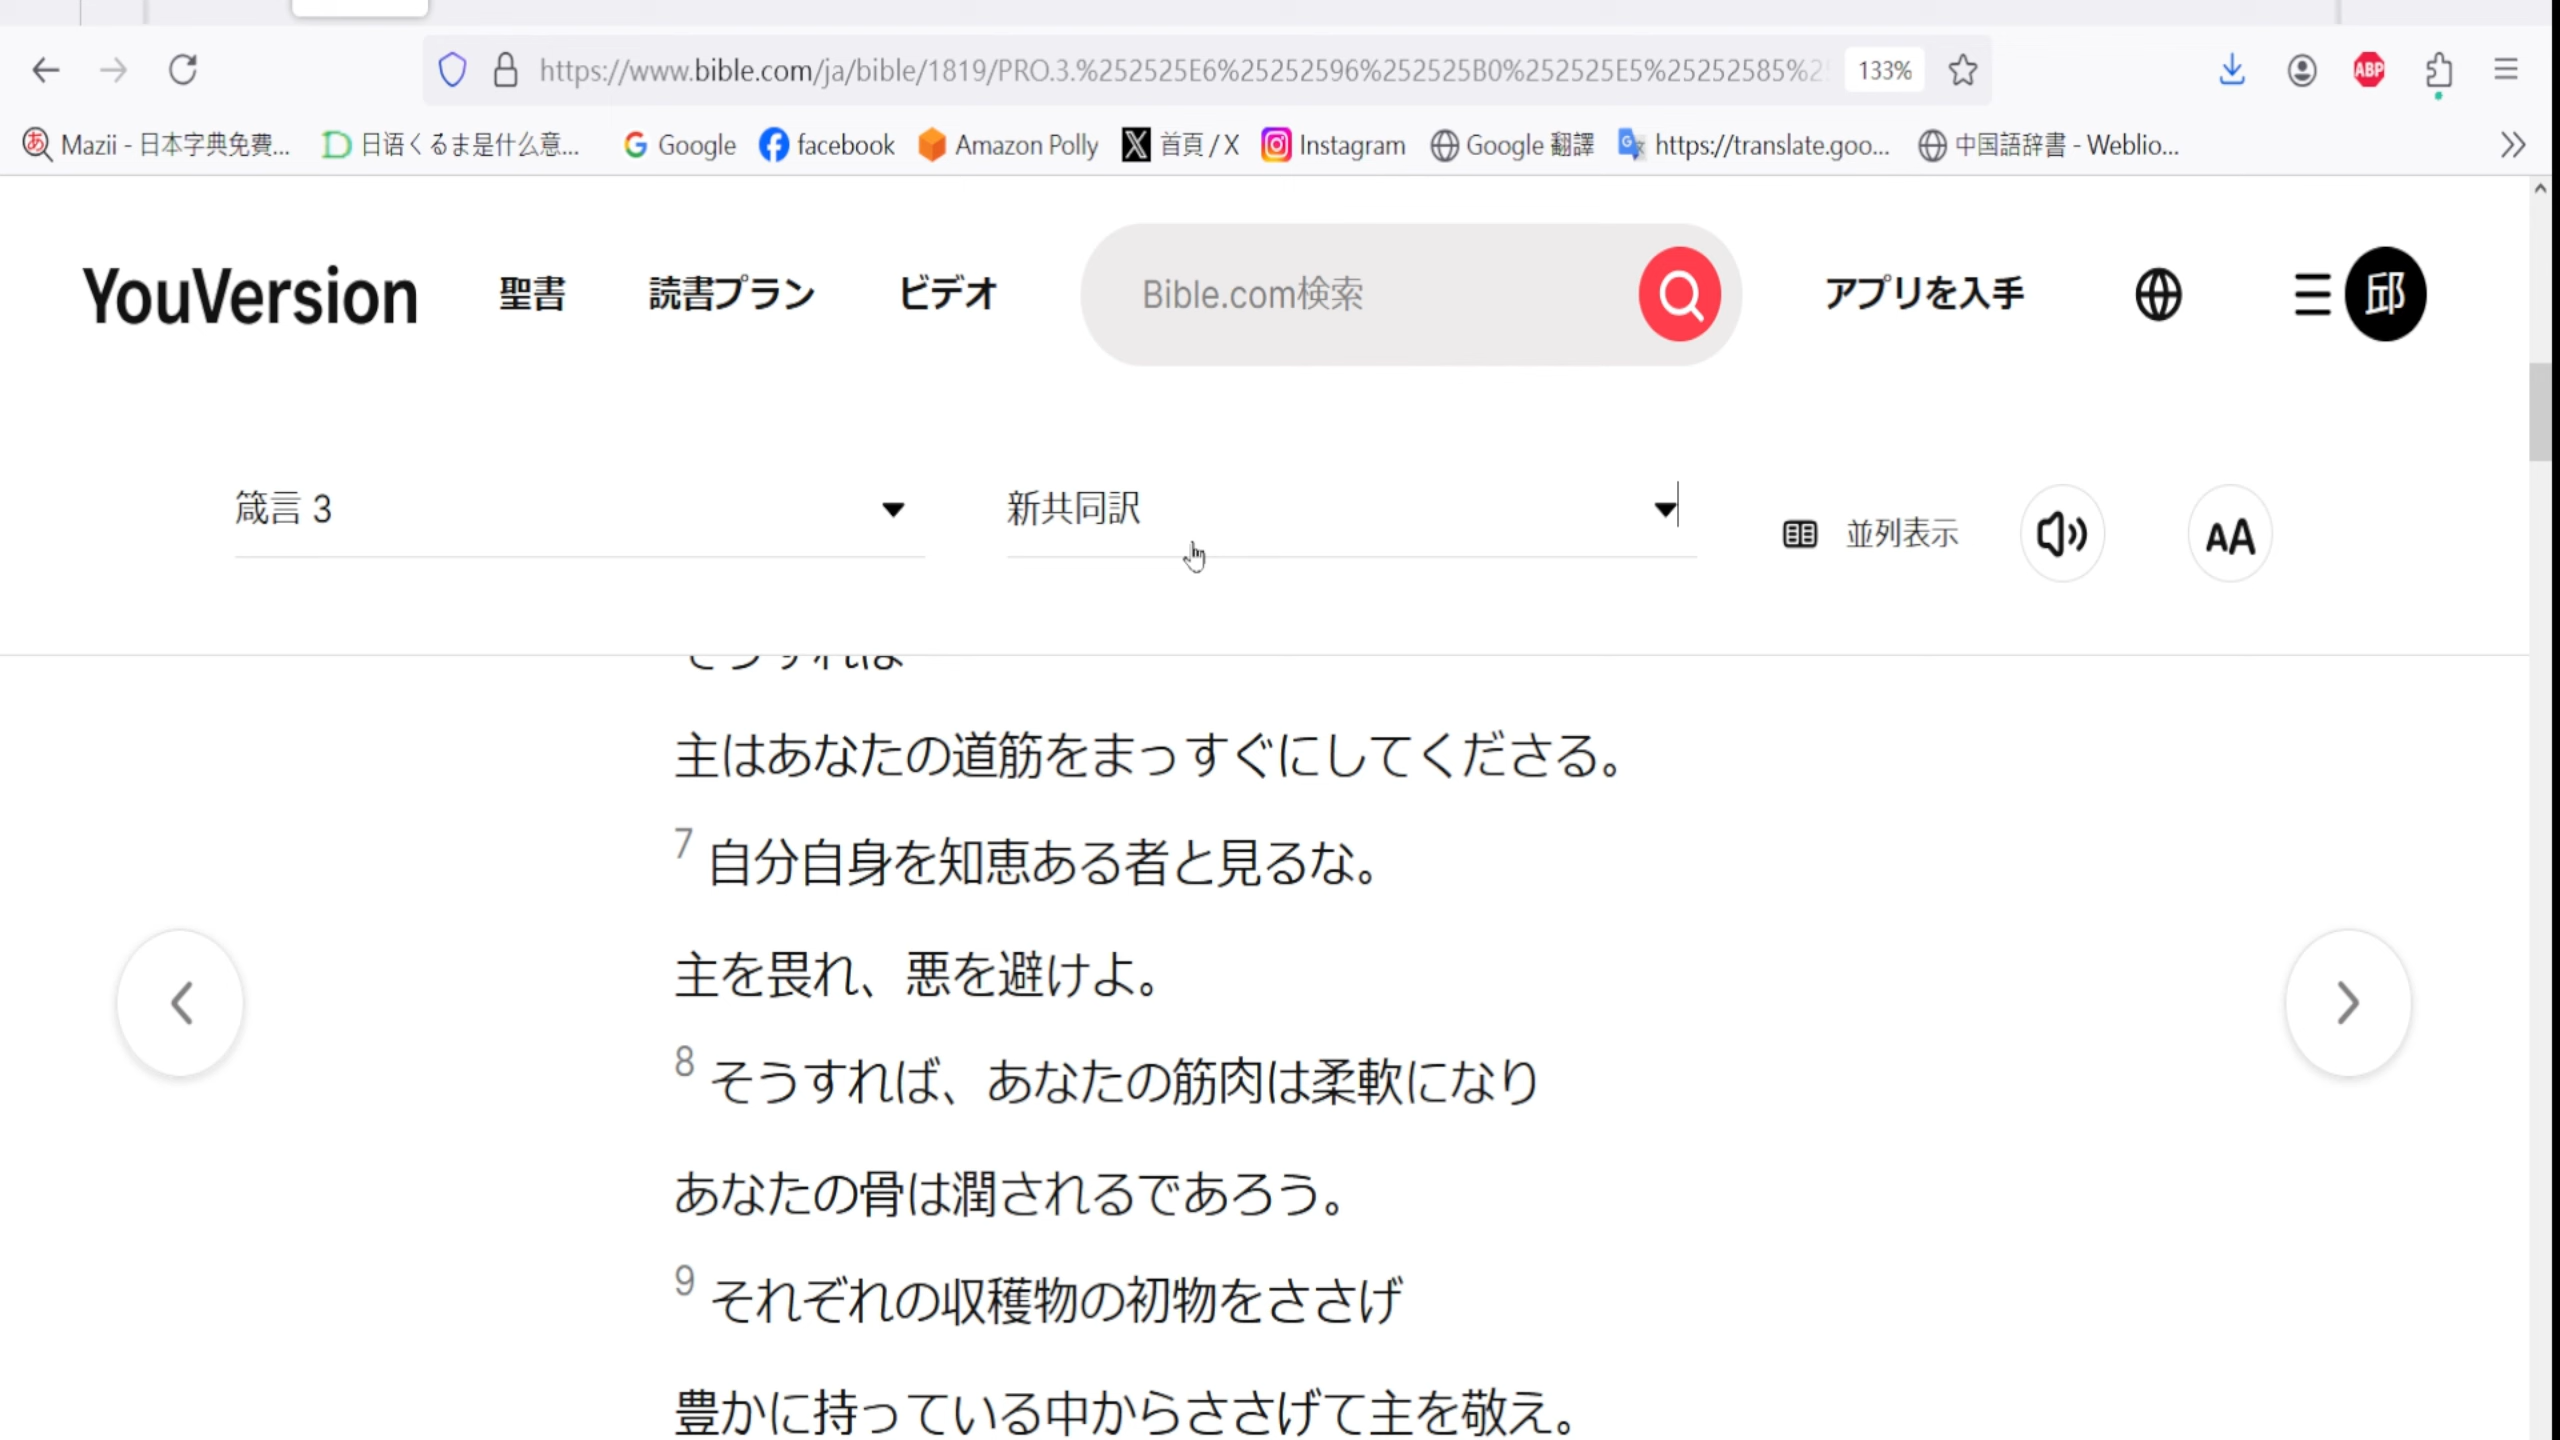 https://www.bible.com/ja/bible/1819/PRO.3.%252525E6%25252596%252525B0%252525E5%25252585%2
133%
ABP
Mazii - 日本字典免費...
日语くるま是什么意...
Google
facebook
Amazon Polly
首頁 / X
Instagram
Google 翻譯
https://translate.goo...
中国語辞書 - Weblio...
YouVersion
聖書
読書プラン
ビデオ
Bible.com検索
アプリを入手
邱
箴言 3
新共同訳
並列表示
AA
そうすれば
主はあなたの道筋をまっすぐにしてくださる。
7 自分自身を知恵ある者と見るな。
主を畏れ、悪を避けよ。
8 そうすれば、あなたの筋肉は柔軟になり
あなたの骨は潤されるであろう。
9 それぞれの収穫物の初物をささげ
豊かに持っている中からささげて主を敬え。